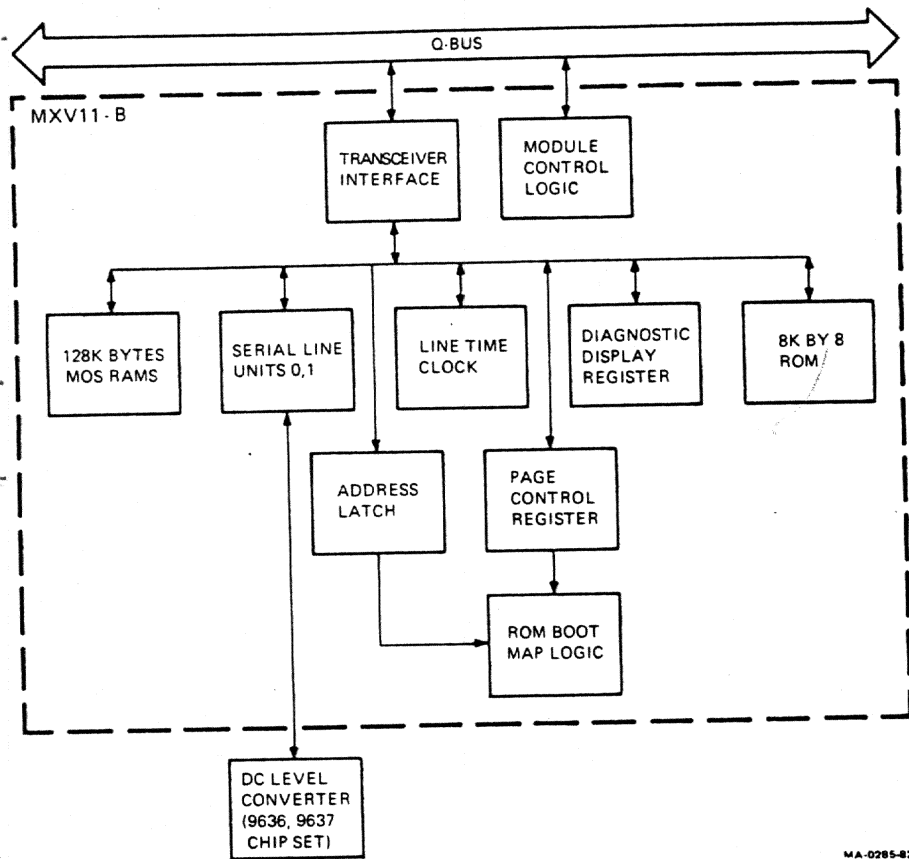 Q-BUS
MXV11-B
TRANSCEIVER
INTERFACE
MODULE
CONTROL
LOGIC
128K BYTES
MOS RAMS
SERIAL LINE
UNITS 0,1
LINE TIME
CLOCK
DIAGNOSTIC
DISPLAY
REGISTER
8K BY 8
ROM
ADDRESS
LATCH
PAGE
CONTROL
REGISTER
ROM BOOT
MAP LOGIC
DC LEVEL
CONVERTER
(9636, 9637
CHIP SET)